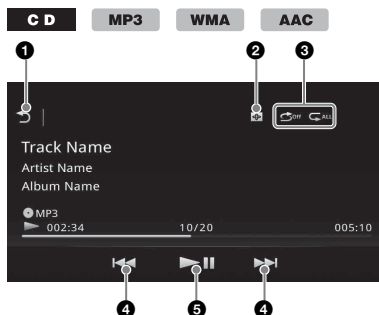 CD MP3 WMA AAC
1 2 3
OFF ALL
Track Name
Artist Name
Album Name
MP3
002:34 10/20 005:10
4 5 4